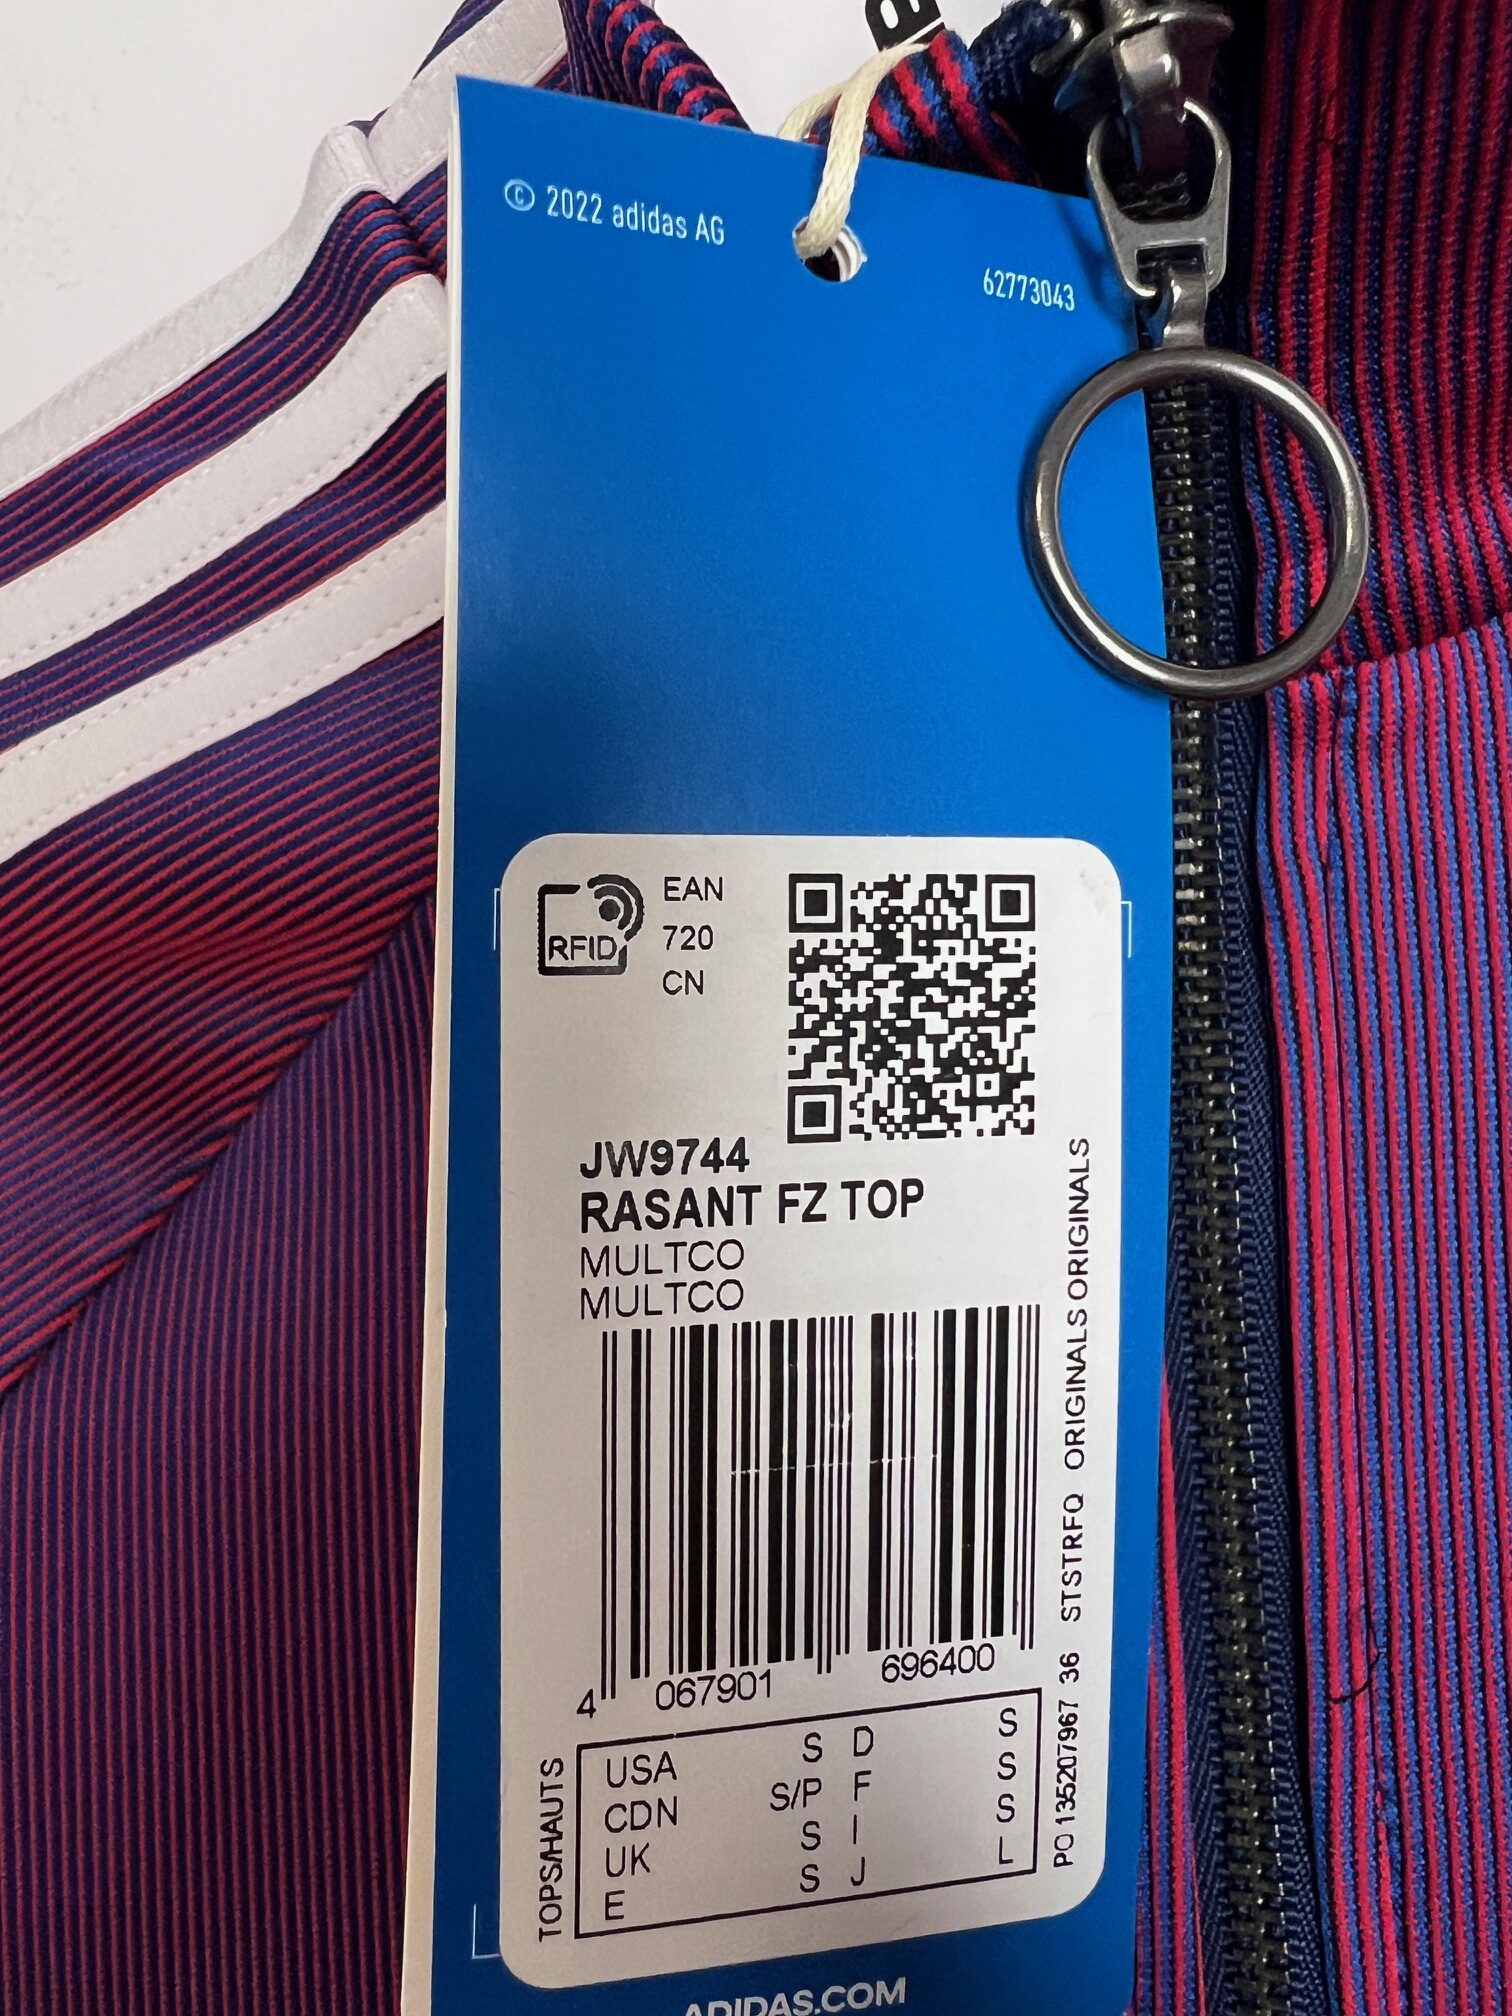 © 2022 adidas AG
62773043
RFID
EAN
720
CN
JW9744
RASANT FZ TOP
MULTCO
MULTCO
4 067901 696400
USA S D S
CDN S/P F S
UK S I S
E S J L
TOPS/HAUTS
PO 135207967 36 STSTRFQ ORIGINALS ORIGINALS
ADIDAS.COM